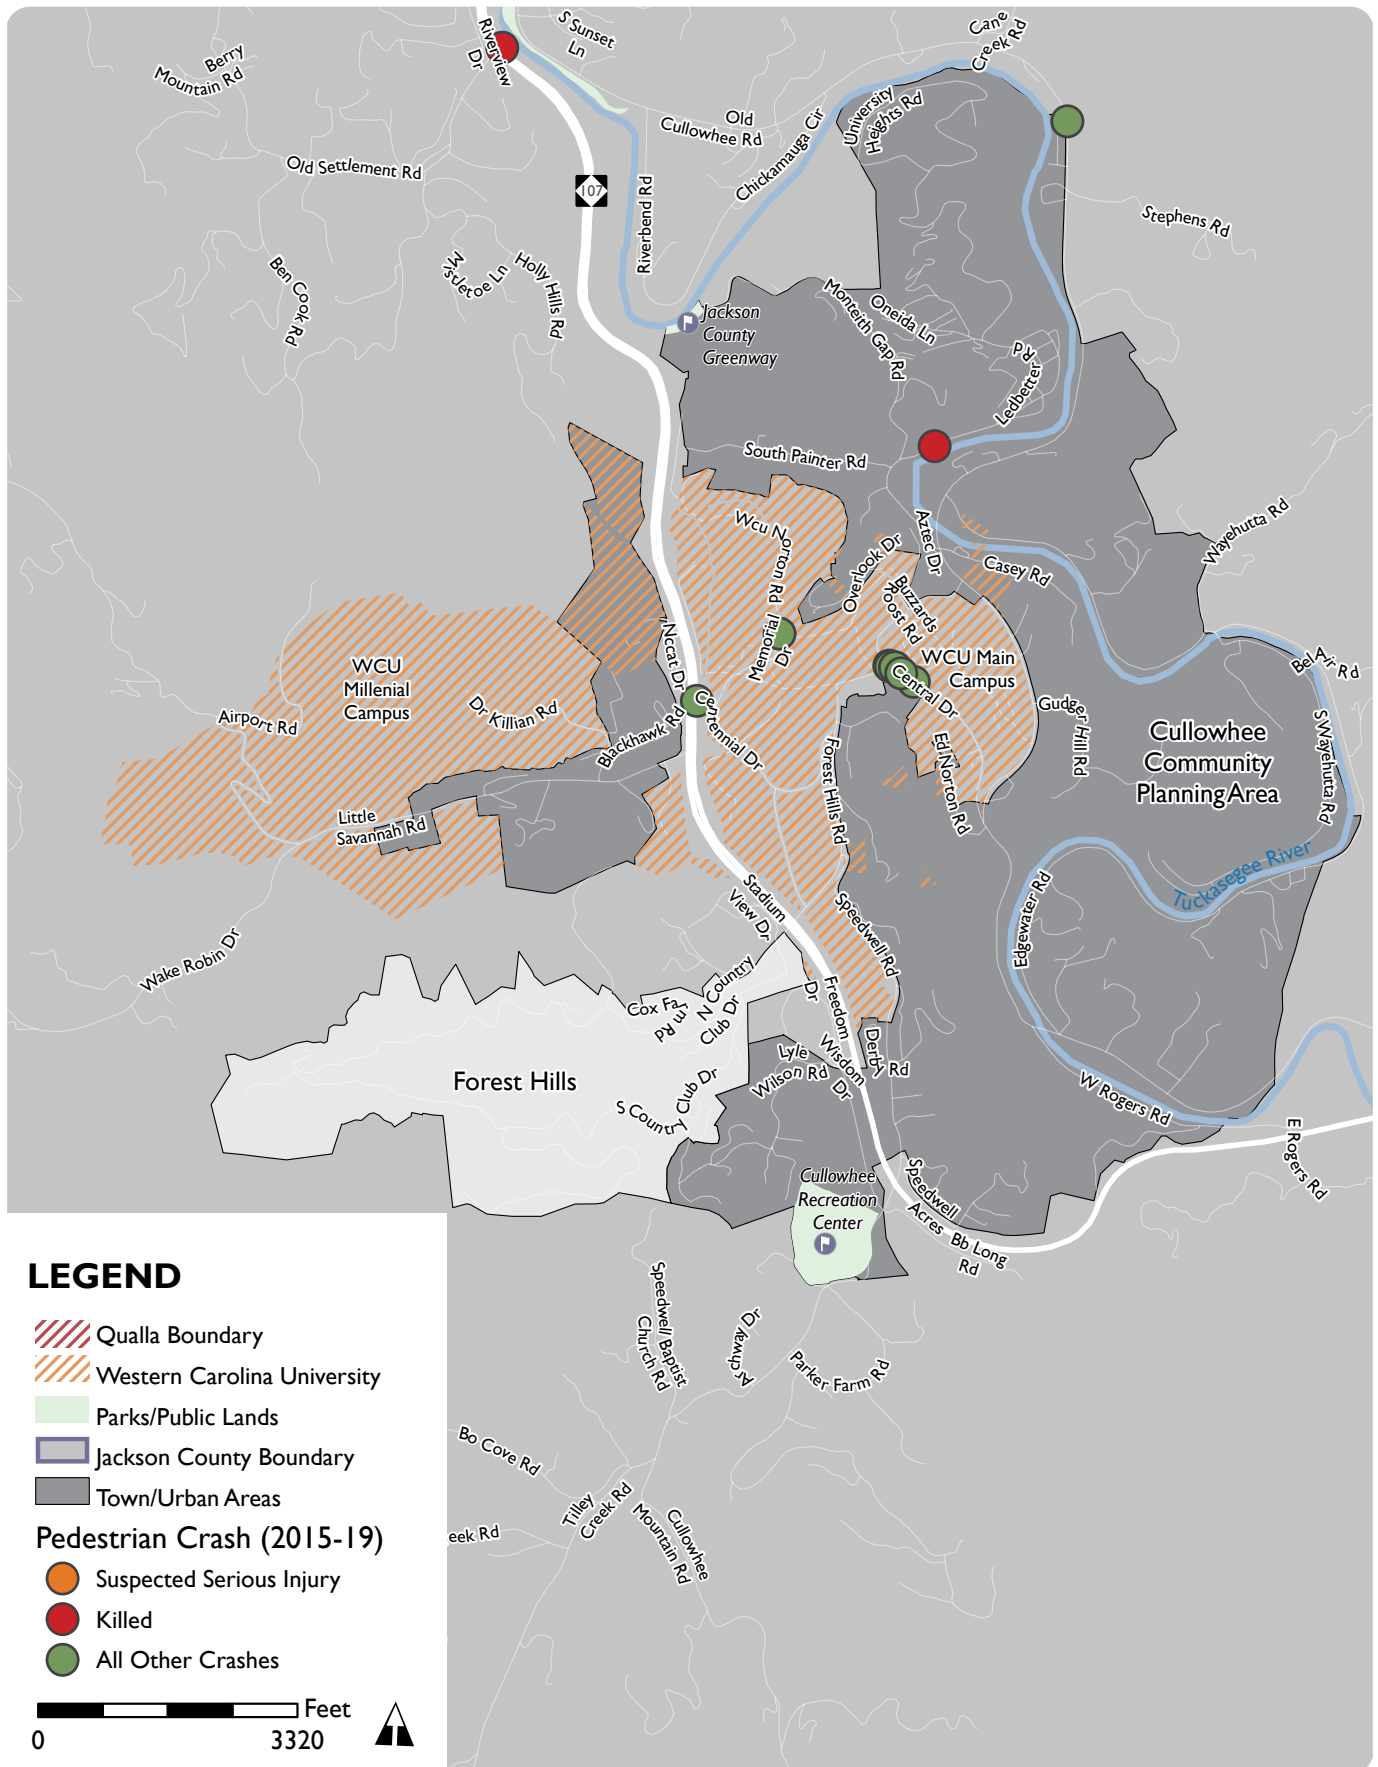 Riverview
Dr
S Sunset
Ln
Cane
Creek Rd
Berry
Mountain Rd
Old
Cullowhee Rd
University
Heights Rd
Chickamauga Cir
Old Settlement Rd
107
Riverbend Rd
Stephens Rd
Ben Cook Rd
Mistletoe Ln
Holly Hills Rd
Jackson
County
Greenway
Monteith Gap Rd
Oneida Ln
Ledbetter
Rd
South Painter Rd
Wcu Norton Rd
Aztec Dr
Overlook Dr
Buzzards
Roost Rd
Casey Rd
Wayehutta Rd
Memorial
Dr
WCU Main
Campus
Central Dr
Bel Air Rd
WCU
Millenial
Campus
Nccat Dr
Airport Rd
Dr Killian Rd
Blackhawk Rd
Centennial Dr
Gudger Hill Rd
Ed Norton Rd
Forest Hills Rd
Cullowhee
Community
Planning Area
S Wayehutta Rd
Little
Savannah Rd
Tuckasegee River
Stadium
View Dr
Speedwell Rd
Edgewater Rd
Wake Robin Dr
N Country
Club Dr
Cox Farm Rd
Freedom
Dr
Derby Rd
Lyle
Wilson Rd
Wisdom
Dr
Forest Hills
S Country Club Dr
W Rogers Rd
E Rogers Rd
Cullowhee
Recreation
Center
Speedwell
Acres
Bb Long
Rd
Speedwell Baptist
Church Rd
Archway Dr
Parker Farm Rd
Bo Cove Rd
Tilley
Creek Rd
eek Rd
Cullowhee
Mountain Rd
LEGEND
Qualla Boundary
Western Carolina University
Parks/Public Lands
Jackson County Boundary
Town/Urban Areas
Pedestrian Crash (2015-19)
Suspected Serious Injury
Killed
All Other Crashes
Feet
0 3320